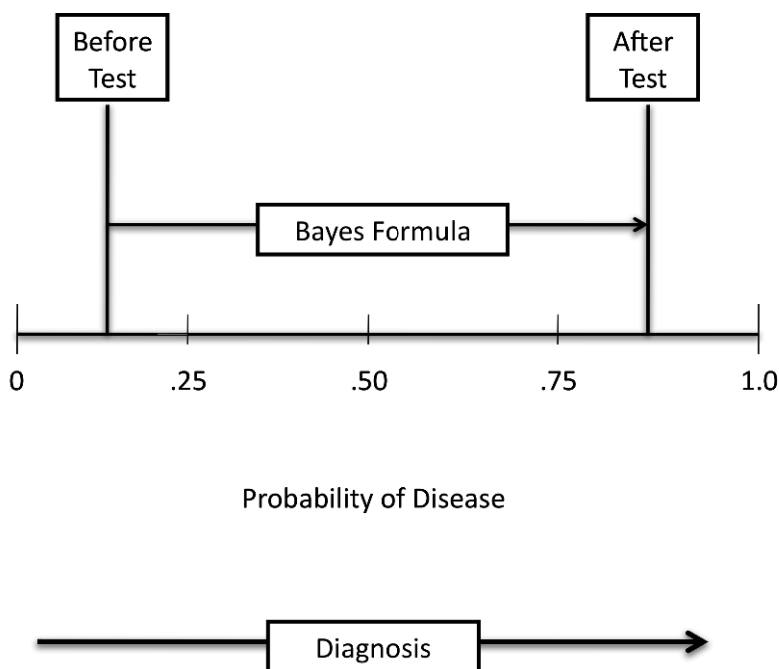 Before
Test
After
Test
Bayes Formula
0 .25 .50 .75 1.0
Probability of Disease
Diagnosis